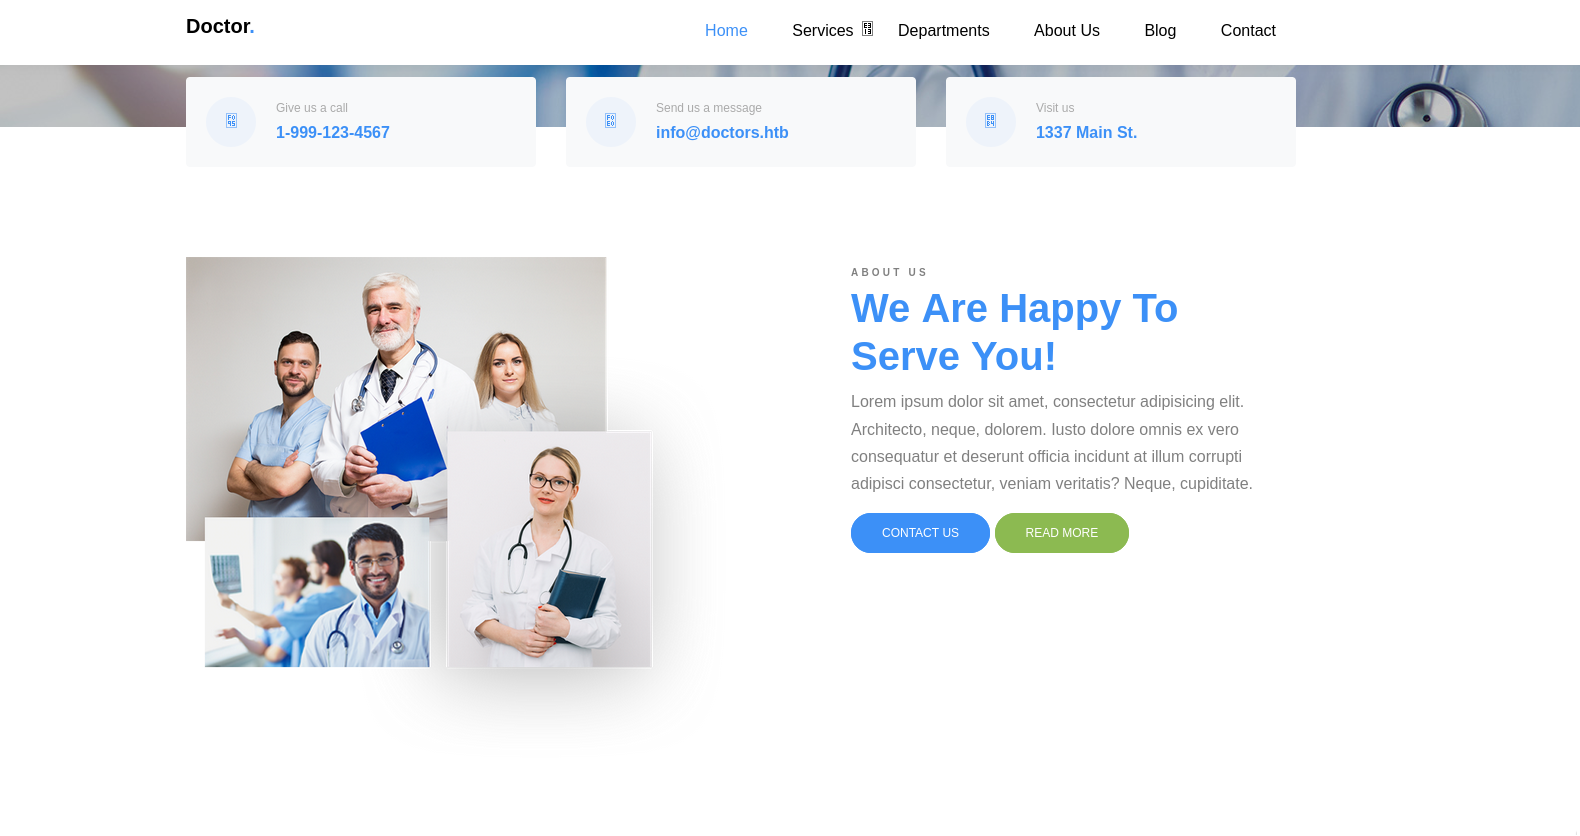 Doctor.
Home Services Departments About Us Blog Contact
Give us a call
1-999-123-4567
Send us a message
info@doctors.htb
Visit us
1337 Main St.
ABOUT US
We Are Happy To
Serve You!
Lorem ipsum dolor sit amet, consectetur adipisicing elit.
Architecto, neque, dolorem. Iusto dolore omnis ex vero
consequatur et deserunt officia incidunt at illum corrupti
adipisci consectetur, veniam veritatis? Neque, cupiditate.
CONTACT US READ MORE